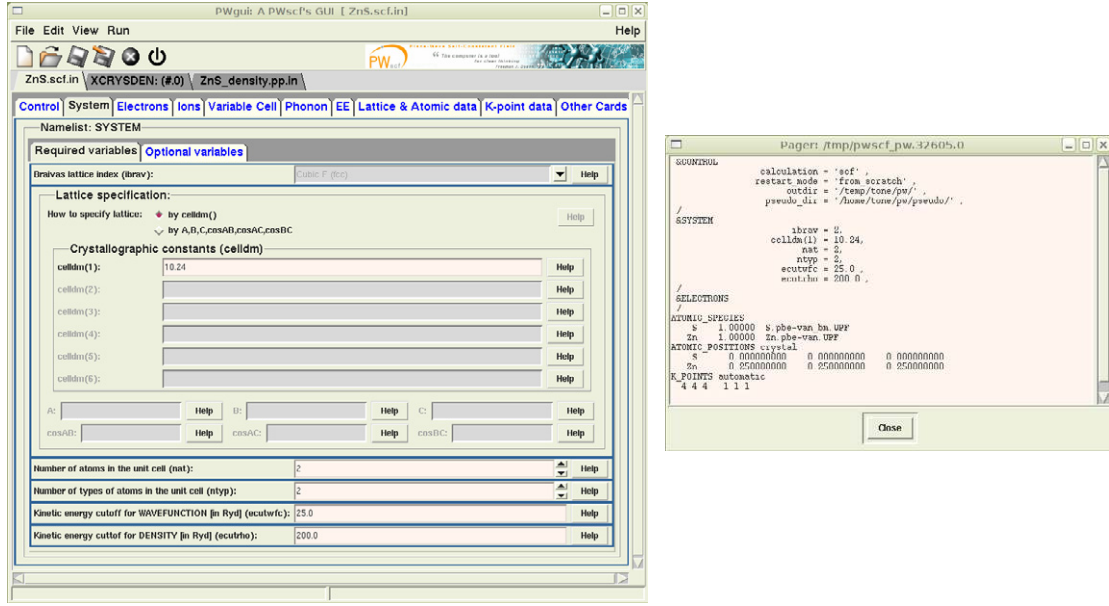 PWgui: A PWscf's GUI [ ZnS.scf.in]
File Edit View Run Help
PWscf
ZnS.scf.in XCRYSDEN: (#.0) ZnS_density.pp.in
Control System Electrons Ions Variable Cell Phonon EE Lattice & Atomic data K-point data Other Cards
Namelist: SYSTEM
Required variables Optional variables
Braivas lattice index (ibrav): Cubic F (fcc) Help
Lattice specification:
How to specify lattice: by celldm() Help
by A,B,C,cosAB,cosAC,cosBC
Crystallographic constants (celldm)
celldm(1): 10.24 Help
celldm(2): Help
celldm(3): Help
celldm(4): Help
celldm(5): Help
celldm(6): Help
A: Help B: Help C: Help
cosAB: Help cosAC: Help cosBC: Help
Number of atoms in the unit cell (nat): 2 Help
Number of types of atoms in the unit cell (ntyp): 2 Help
Kinetic energy cutoff for WAVEFUNCTION [in Ryd] (ecutwfc): 25.0 Help
Kinetic energy cuttof for DENSITY [in Ryd] (ecutrho): 200.0 Help
Pager: /tmp/pwscf_pw.32605.0
&CONTROL
calculation = 'scf' ,
restart_mode = 'from_scratch' ,
outdir = '/temp/tone/pw/' ,
pseudo_dir = '/home/tone/pw/pseudo/' ,
/
&SYSTEM
ibrav = 2,
celldm(1) = 10.24,
nat = 2,
ntyp = 2,
ecutwfc = 25.0 ,
ecutrho = 200.0 ,
/
&ELECTRONS
/
ATOMIC_SPECIES
S 1.00000 S.pbe-van_bm.UPF
Zn 1.00000 Zn.pbe-van.UPF
ATOMIC_POSITIONS crystal
S 0.000000000 0.000000000 0.000000000
Zn 0.250000000 0.250000000 0.250000000
K_POINTS automatic
4 4 4 1 1 1
Close